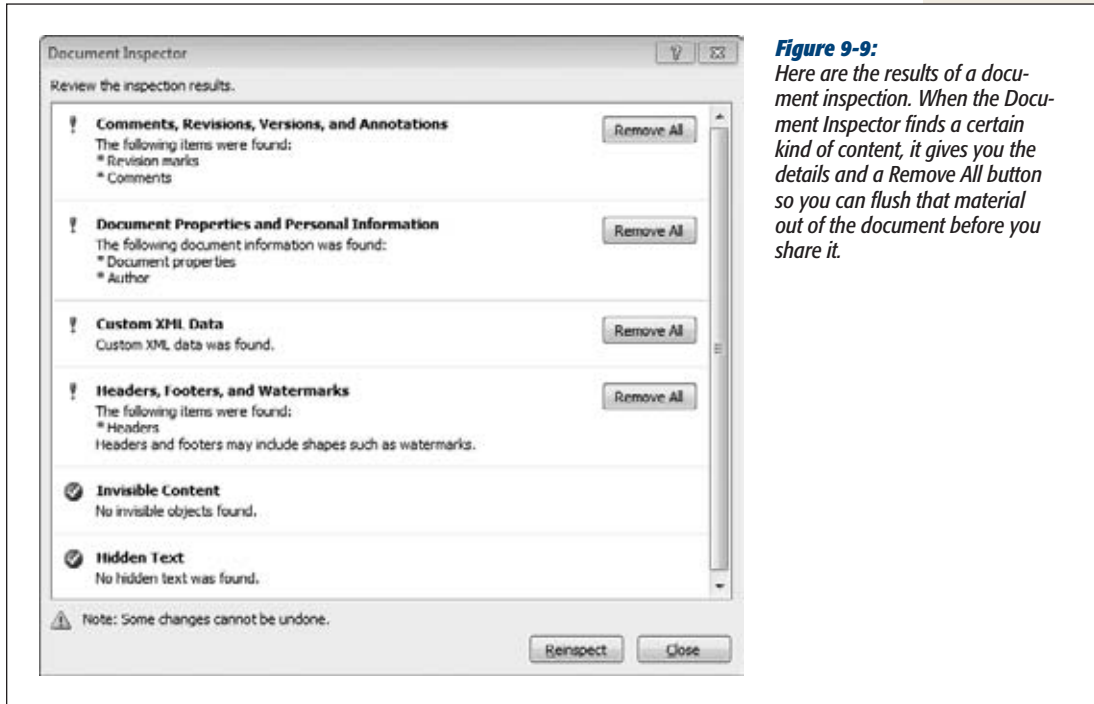 Document Inspector
Review the inspection results.
Comments, Revisions, Versions, and Annotations
Remove All
The following items were found:
* Revision marks
* Comments
Document Properties and Personal Information
Remove All
The following document information was found:
* Document properties
* Author
Custom XML Data
Remove All
Custom XML data was found.
Headers, Footers, and Watermarks
Remove All
The following items were found:
* Headers
Headers and footers may include shapes such as watermarks.
Invisible Content
No invisible objects found.
Hidden Text
No hidden text was found.
Note: Some changes cannot be undone.
Reinspect Close
Figure 9-9:
Here are the results of a docu-
ment inspection. When the Docu-
ment Inspector finds a certain
kind of content, it gives you the
details and a Remove All button
so you can flush that material
out of the document before you
share it.